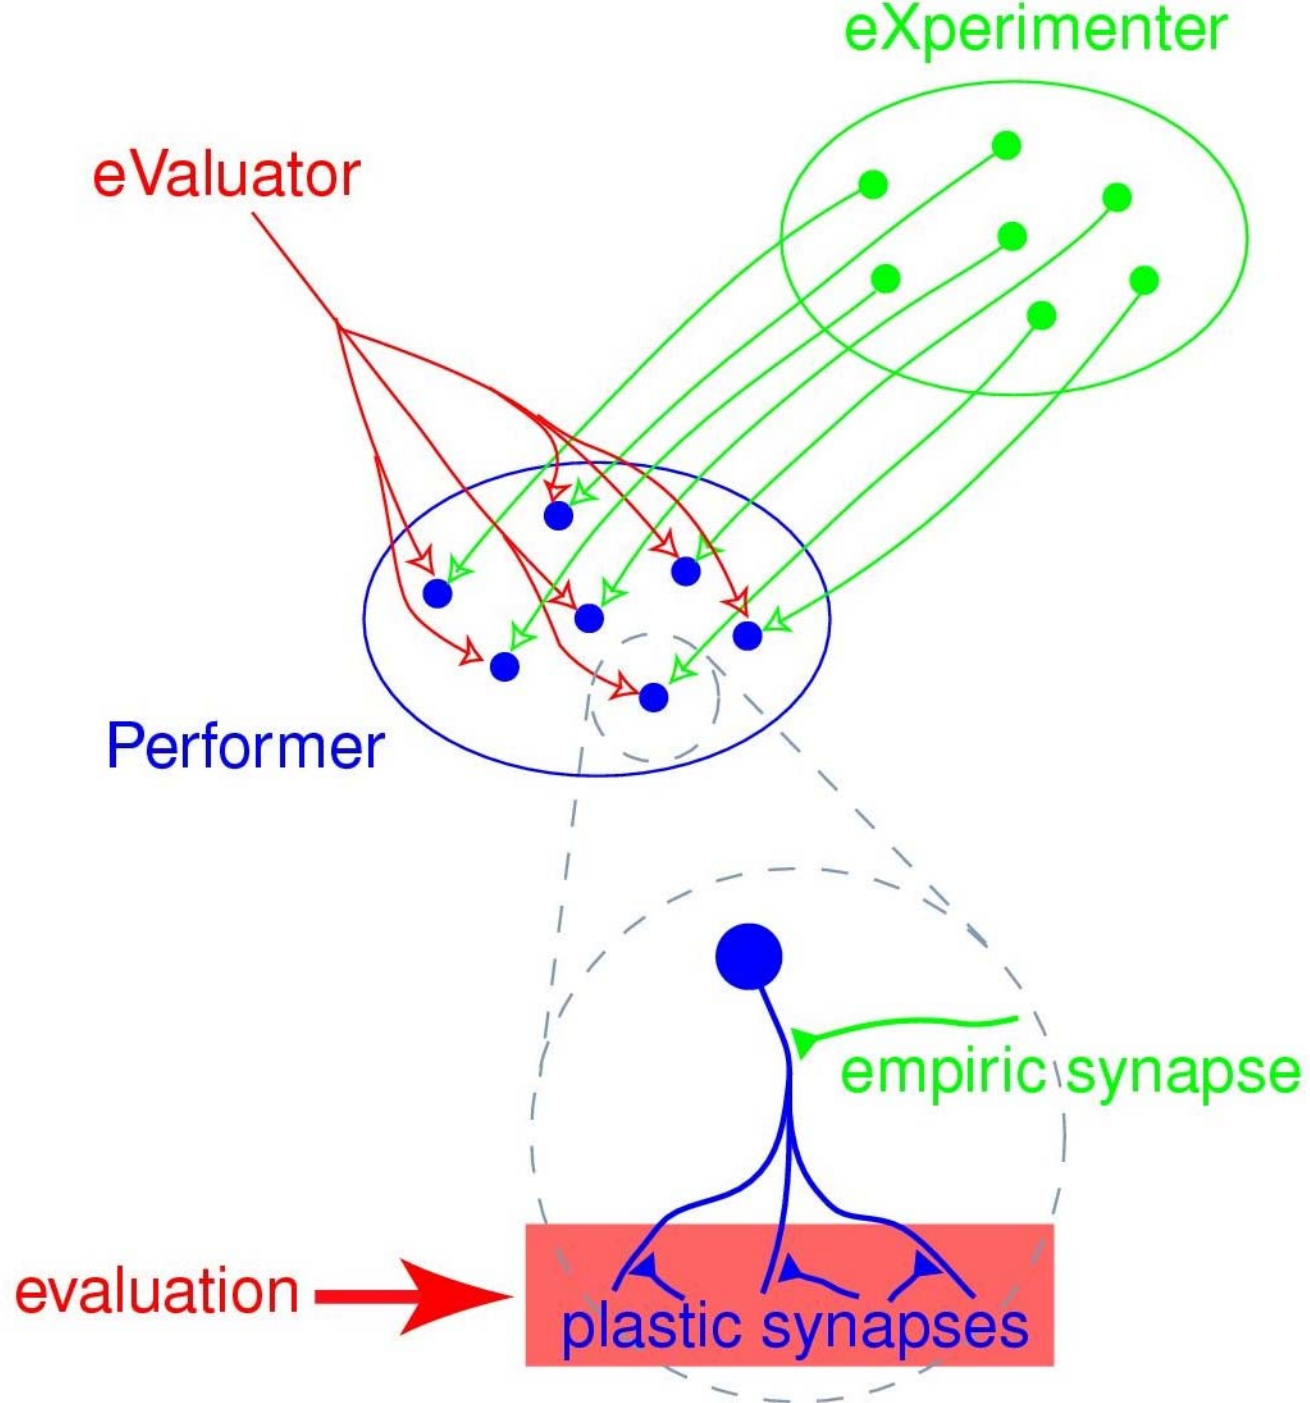 eXperimenter
eValuator
Performer
empiric synapse
evaluation
plastic synapses